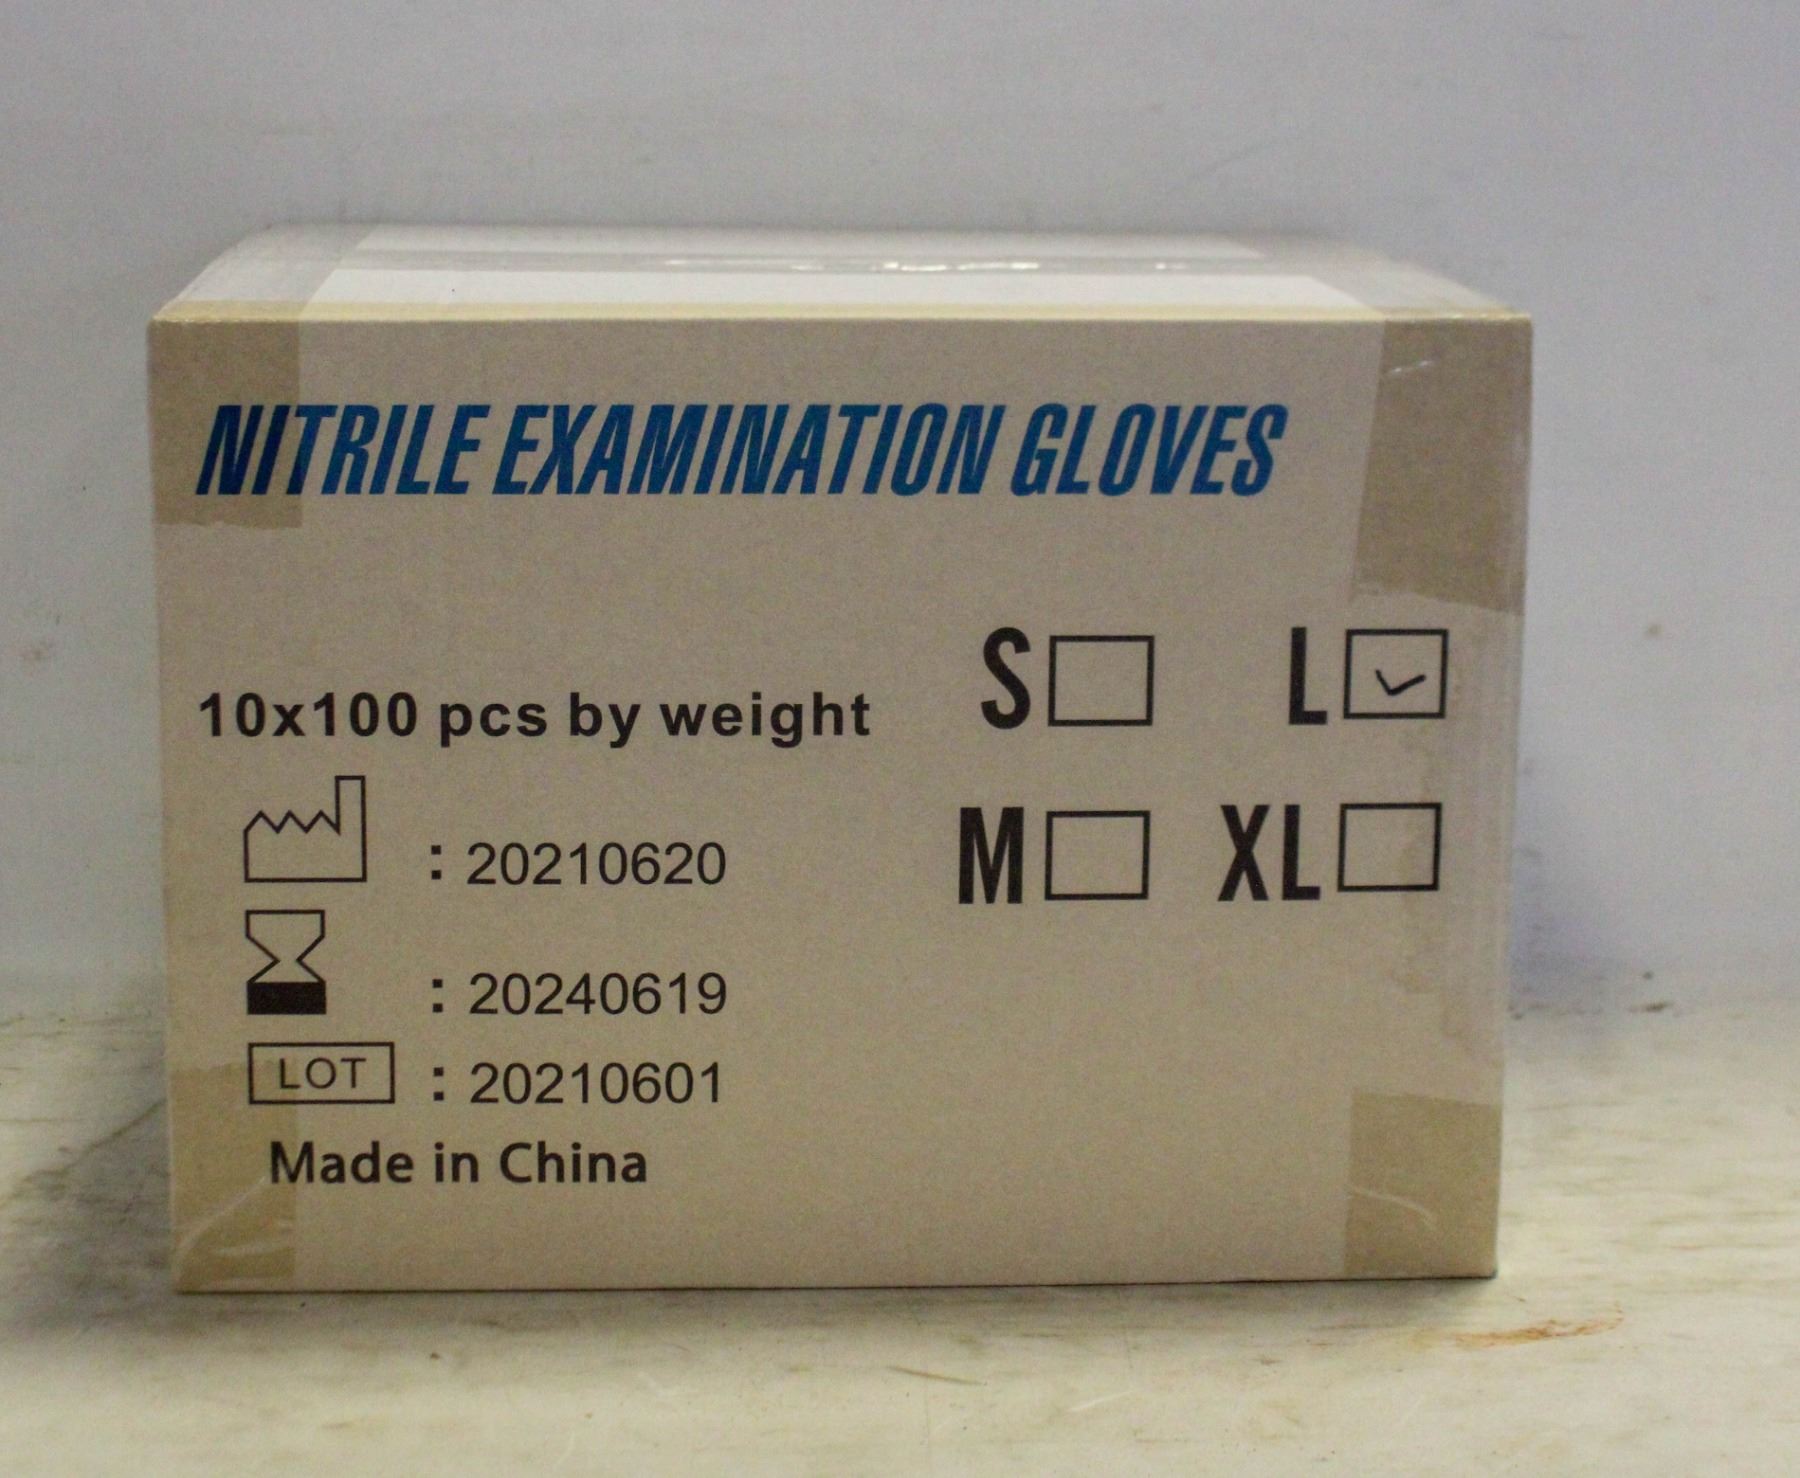 NITRILE EXAMINATION GLOVES
10x100 pcs by weight
S L
M XL
: 20210620
: 20240619
LOT : 20210601
Made in China